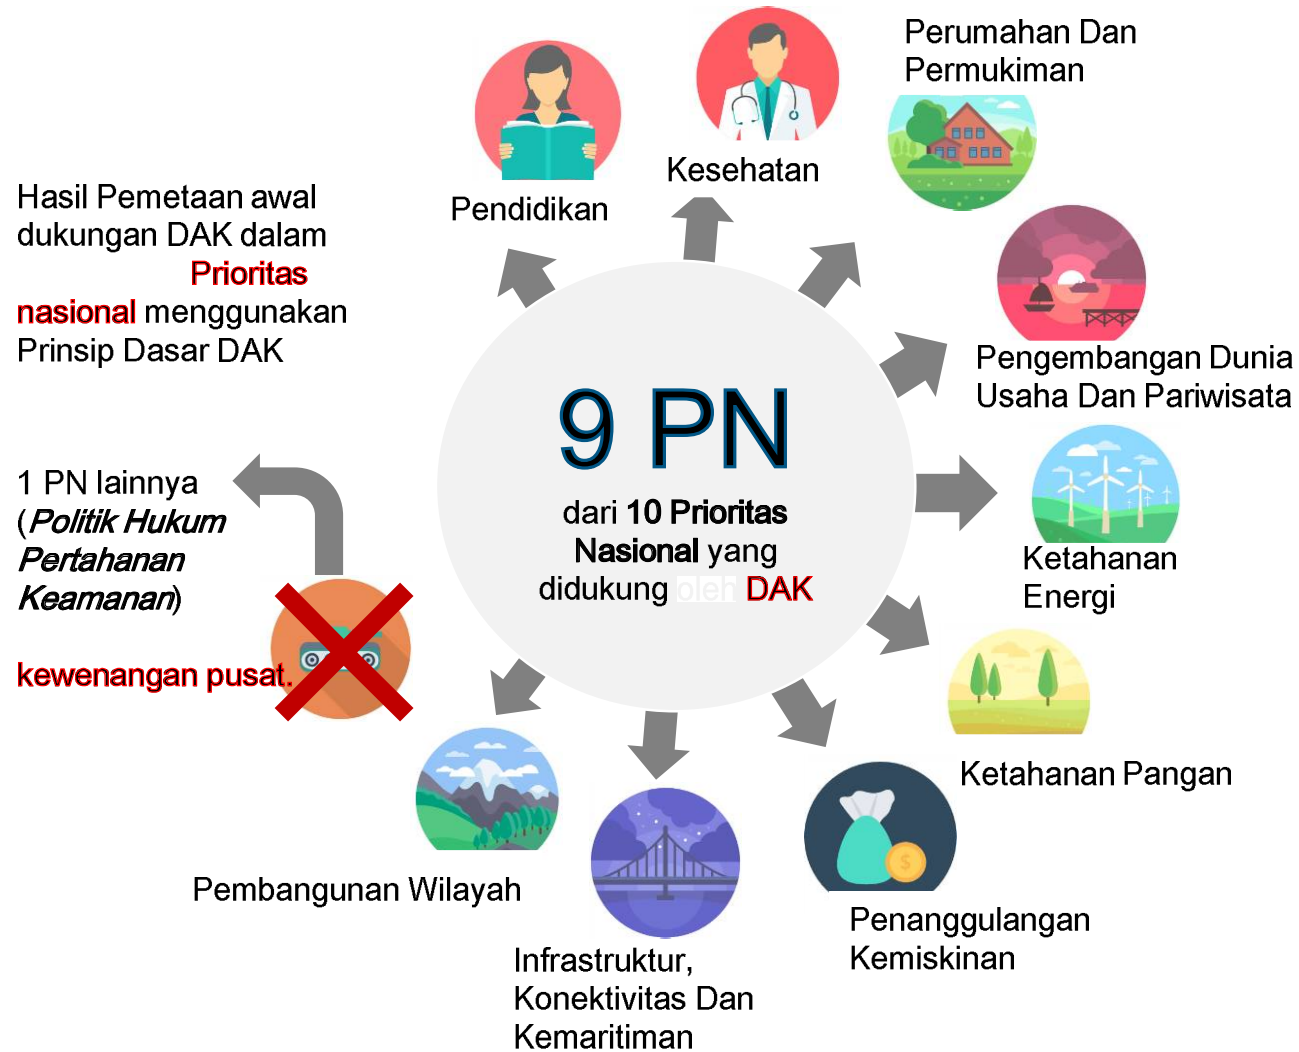 Hasil Pemetaan awal
dukungan DAK dalam
Prioritas
nasional menggunakan
Prinsip Dasar DAK
1 PN lainnya
(Politik Hukum
Pertahanan
Keamanan)
kewenangan pusat.
9 PN
dari 10 Prioritas
Nasional yang
didukung oleh DAK
Pendidikan
Kesehatan
Perumahan Dan
Permukiman
Pengembangan Dunia
Usaha Dan Pariwisata
Ketahanan
Energi
Ketahanan Pangan
Penanggulangan
Kemiskinan
Infrastruktur,
Konektivitas Dan
Kemaritiman
Pembangunan Wilayah
$